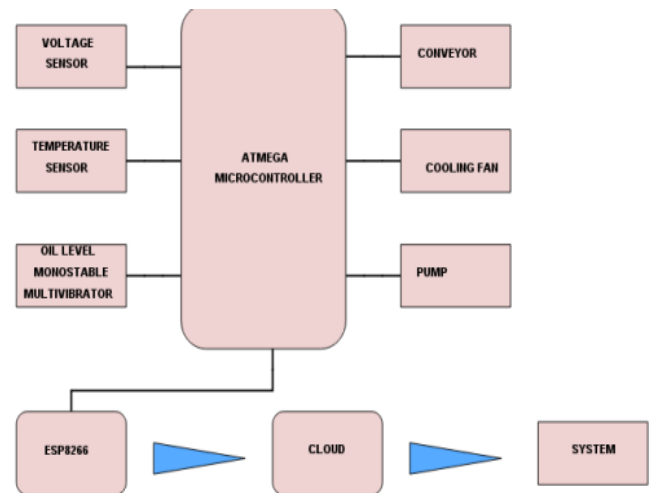 VOLTAGE
SENSOR
CONVEYOR
TEMPERATURE
SENSOR
ATMEGA
MICROCONTROLLER
COOLING FAN
OIL LEVEL
MONOSTABLE
MULTIVIBRATOR
PUMP
ESP8266
CLOUD
SYSTEM